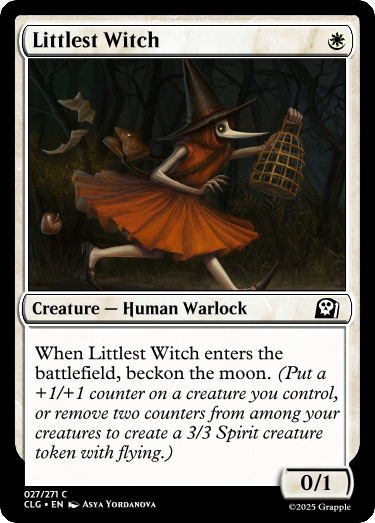 Littlest Witch
Creature — Human Warlock
When Littlest Witch enters the
battlefield, beckon the moon. (Put a
+1/+1 counter on a creature you control,
or remove two counters from among your
creatures to create a 3/3 Spirit creature
token with flying.)
0/1
027/271 C
CLG • EN Asya Yordanova
©2025 Grapple